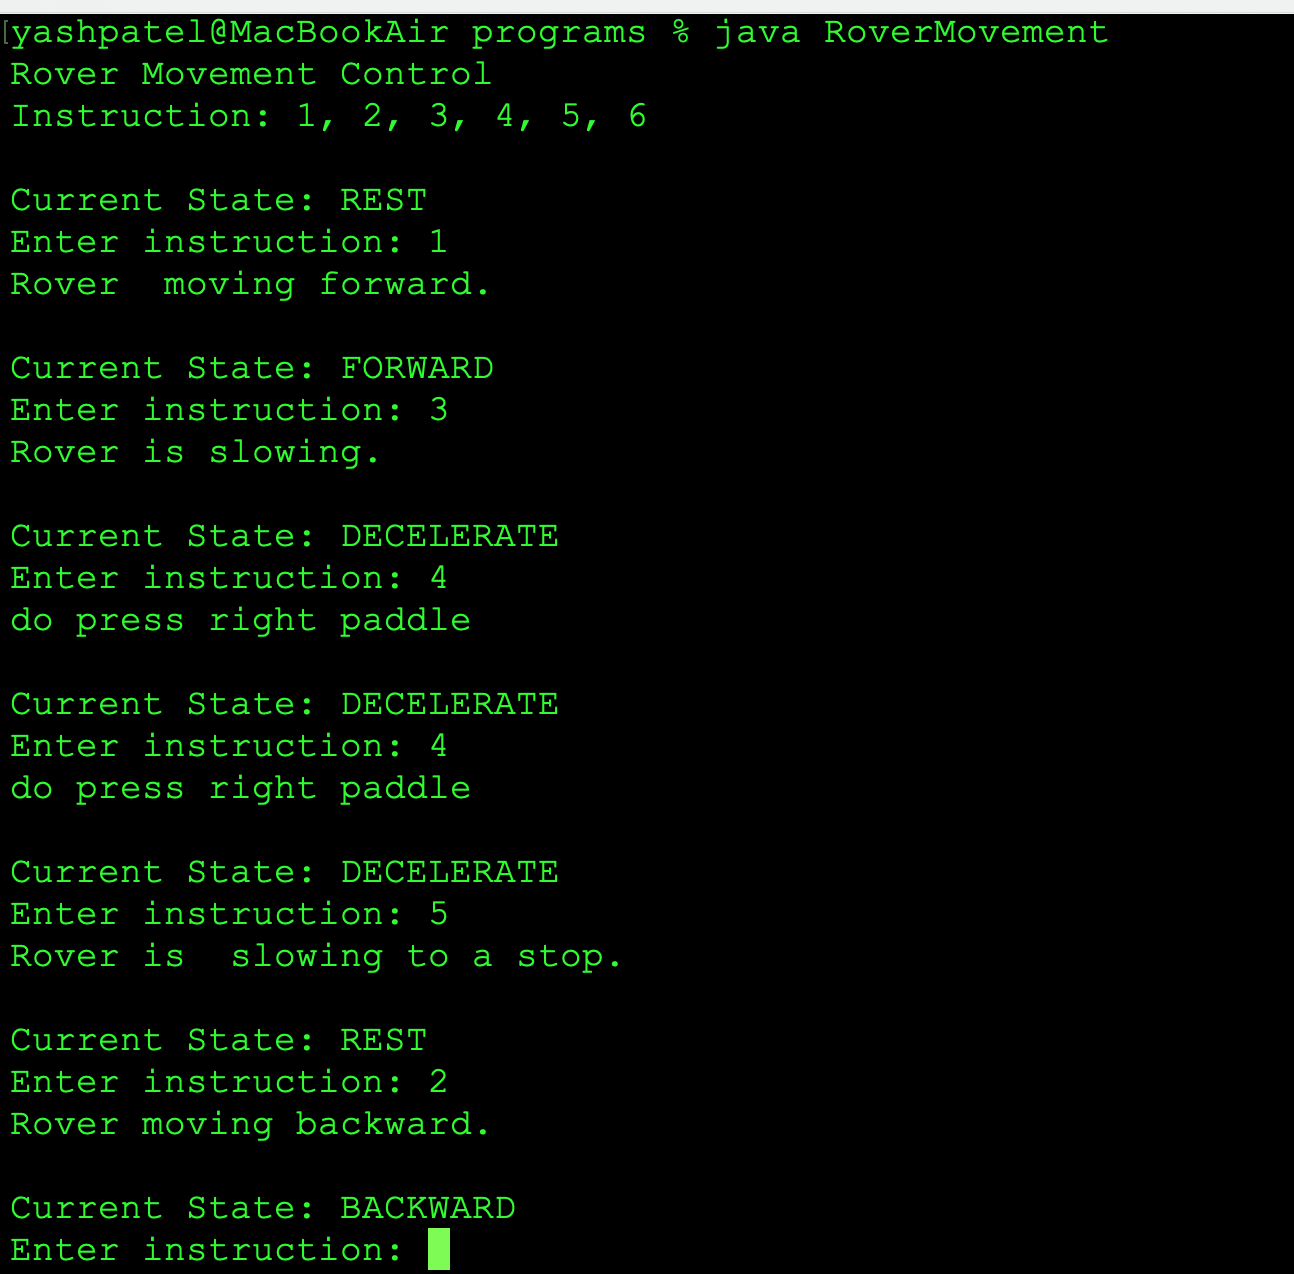 [yashpatel@MacBookAir programs % java RoverMovement
Rover Movement Control
Instruction: 1, 2, 3, 4, 5, 6

Current State: REST
Enter instruction: 1
Rover  moving forward.

Current State: FORWARD
Enter instruction: 3
Rover is slowing.

Current State: DECELERATE
Enter instruction: 4
do press right paddle

Current State: DECELERATE
Enter instruction: 4
do press right paddle

Current State: DECELERATE
Enter instruction: 5
Rover is  slowing to a stop.

Current State: REST
Enter instruction: 2
Rover moving backward.

Current State: BACKWARD
Enter instruction: